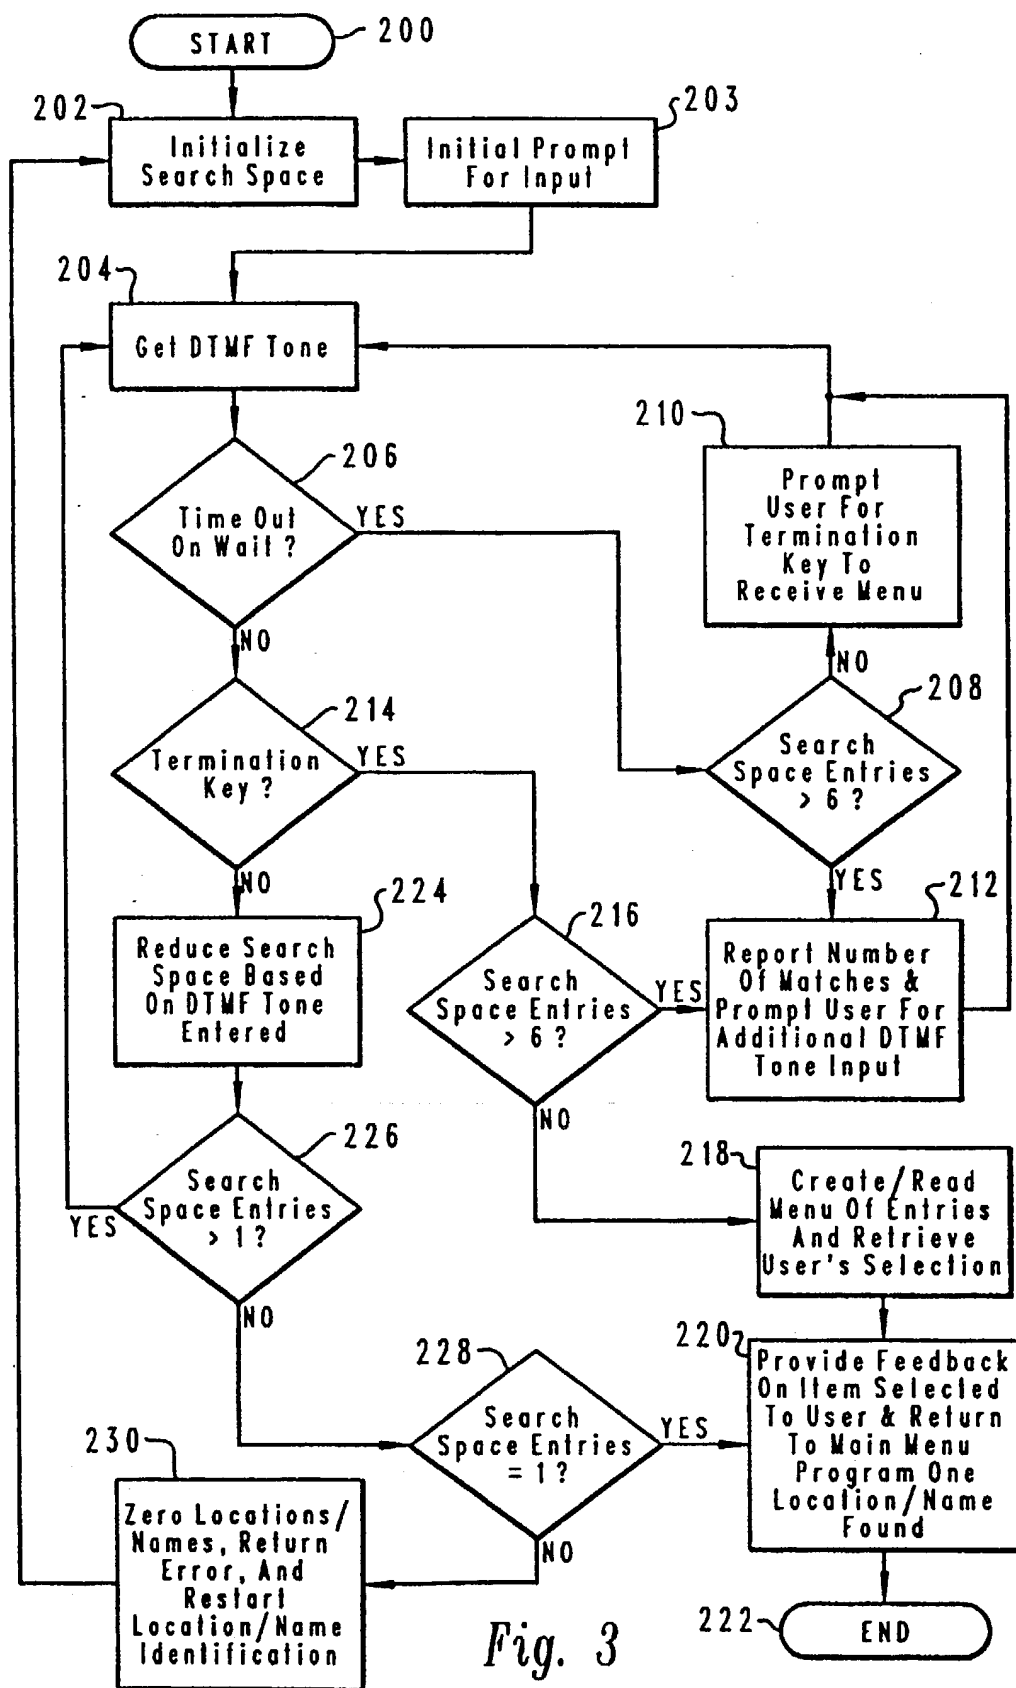 START
200
202
Initialize
Search Space
203
Initial Prompt
For Input
204
Get DTMF Tone
206
Time Out
On Wait ?
YES
NO
210
Prompt
User For
Termination
Key To
Receive Menu
NO
208
Search
Space Entries
> 6 ?
YES
214
Termination
Key ?
YES
NO
212
Report Number
Of Matches &
Prompt User For
Additional DTMF
Tone Input
216
Search
Space Entries
> 6 ?
YES
NO
224
Reduce Search
Space Based
On DTMF Tone
Entered
226
Search
Space Entries
> 1 ?
YES
NO
218
Create/Read
Menu Of Entries
And Retrieve
User's Selection
228
Search
Space Entries
= 1 ?
YES
NO
220
Provide Feedback
On Item Selected
To User & Return
To Main Menu
Program One
Location/Name
Found
230
Zero Locations/
Names, Return
Error, And
Restart
Location/Name
Identification
222
END
Fig. 3